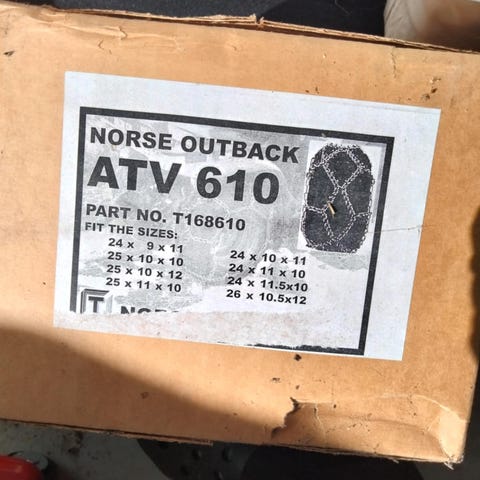 NORSE OUTBACK
ATV 610
PART NO. T168610
FIT THE SIZES:
24 x 9 x 11
25 x 10 x 10
25 x 10 x 12
25 x 11 x 10
24 x 10 x 11
24 x 11 x 10
24 x 11.5x10
26 x 10.5x12
T